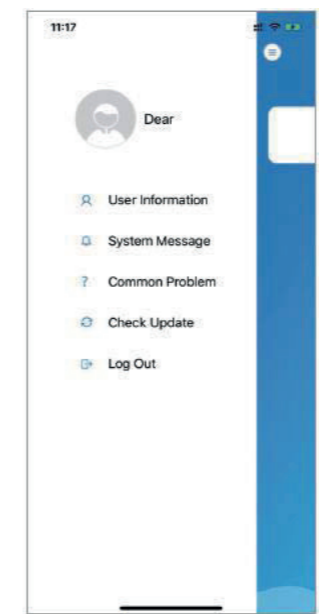 11:17
Dear
User Information
System Message
Common Problem
Check Update
Log Out